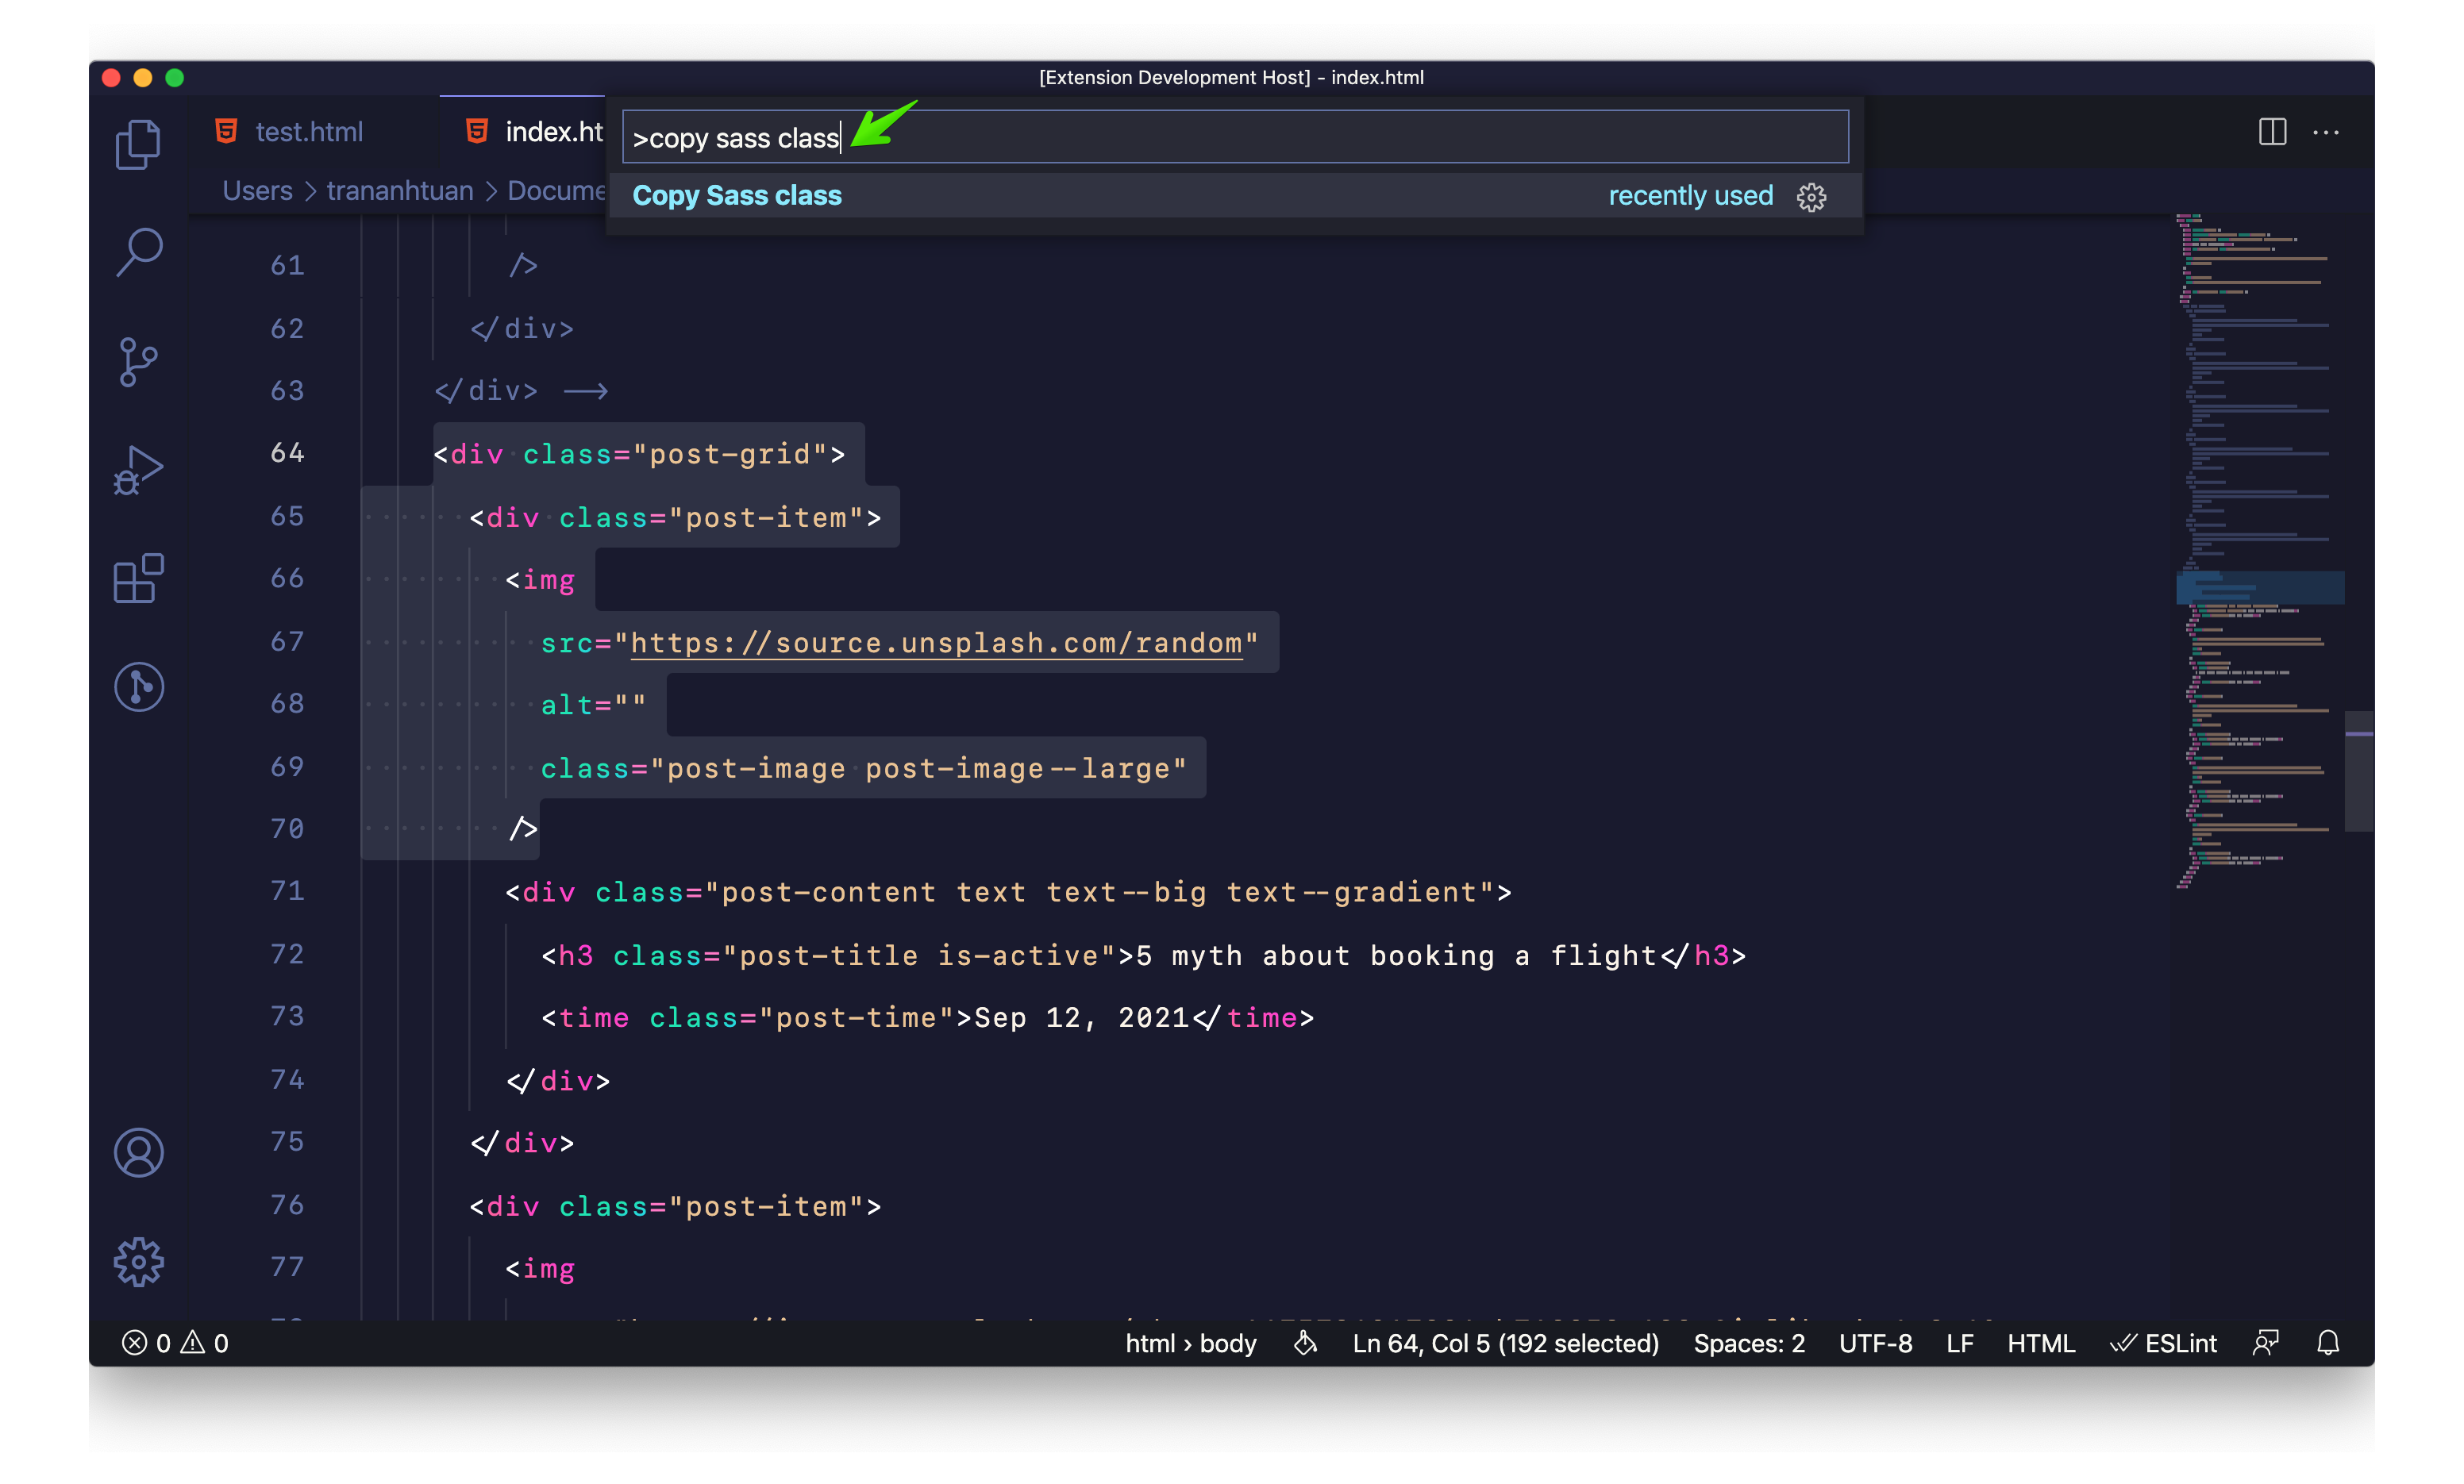 [Extension Development Host] - index.html
test.html
index.ht
>copy sass class
Users > trananhtuan > Docume
Copy Sass class recently used
61 />
62 </div>
63 </div> -->
64 <div class="post-grid">
65 <div class="post-item">
66 <img
67 src="https://source.unsplash.com/random"
68 alt=""
69 class="post-image post-image--large"
70 />
71 <div class="post-content text text--big text--gradient">
72 <h3 class="post-title is-active">5 myth about booking a flight</h3>
73 <time class="post-time">Sep 12, 2021</time>
74 </div>
75 </div>
76 <div class="post-item">
77 <img
0 0 html > body Ln 64, Col 5 (192 selected) Spaces: 2 UTF-8 LF HTML ESLint